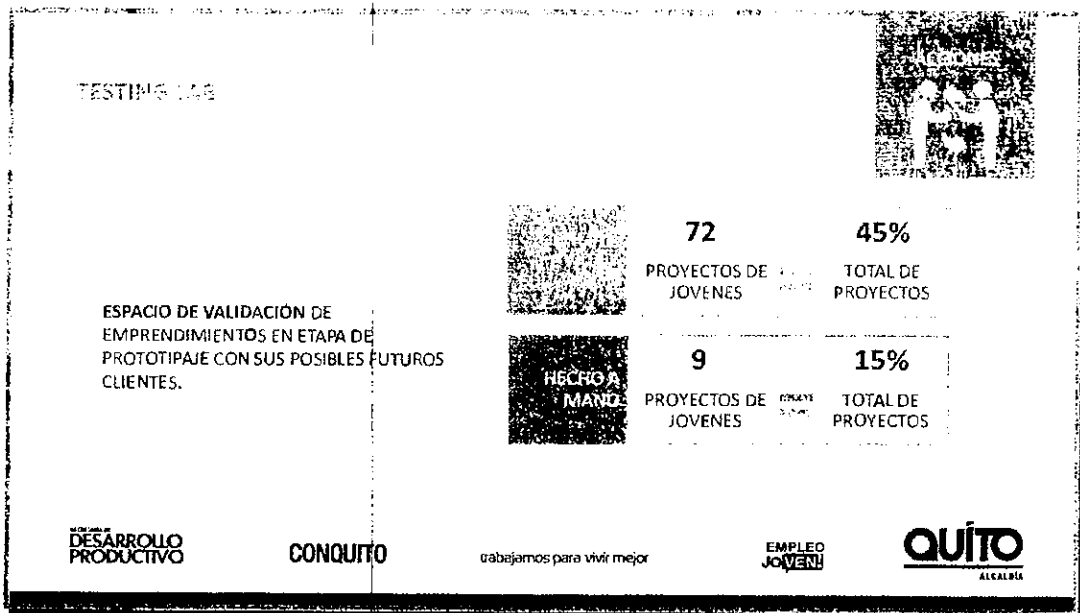 TESTING LAB
ACCIONES
72
45%
PROYECTOS DE
JOVENES
TOTAL DE
PROYECTOS
ESPACIO DE VALIDACIÓN DE
EMPRENDIMIENTOS EN ETAPA DE
PROTOTIPAJE CON SUS POSIBLES FUTUROS
CLIENTES.
HECHO A
MANO
9
15%
PROYECTOS DE
JOVENES
TOTAL DE
PROYECTOS
DESARROLLO
PRODUCTIVO
CONQUITO
trabajamos para vivir mejor
EMPLEO
JOVEN!
QUITO
ALCALDÍA